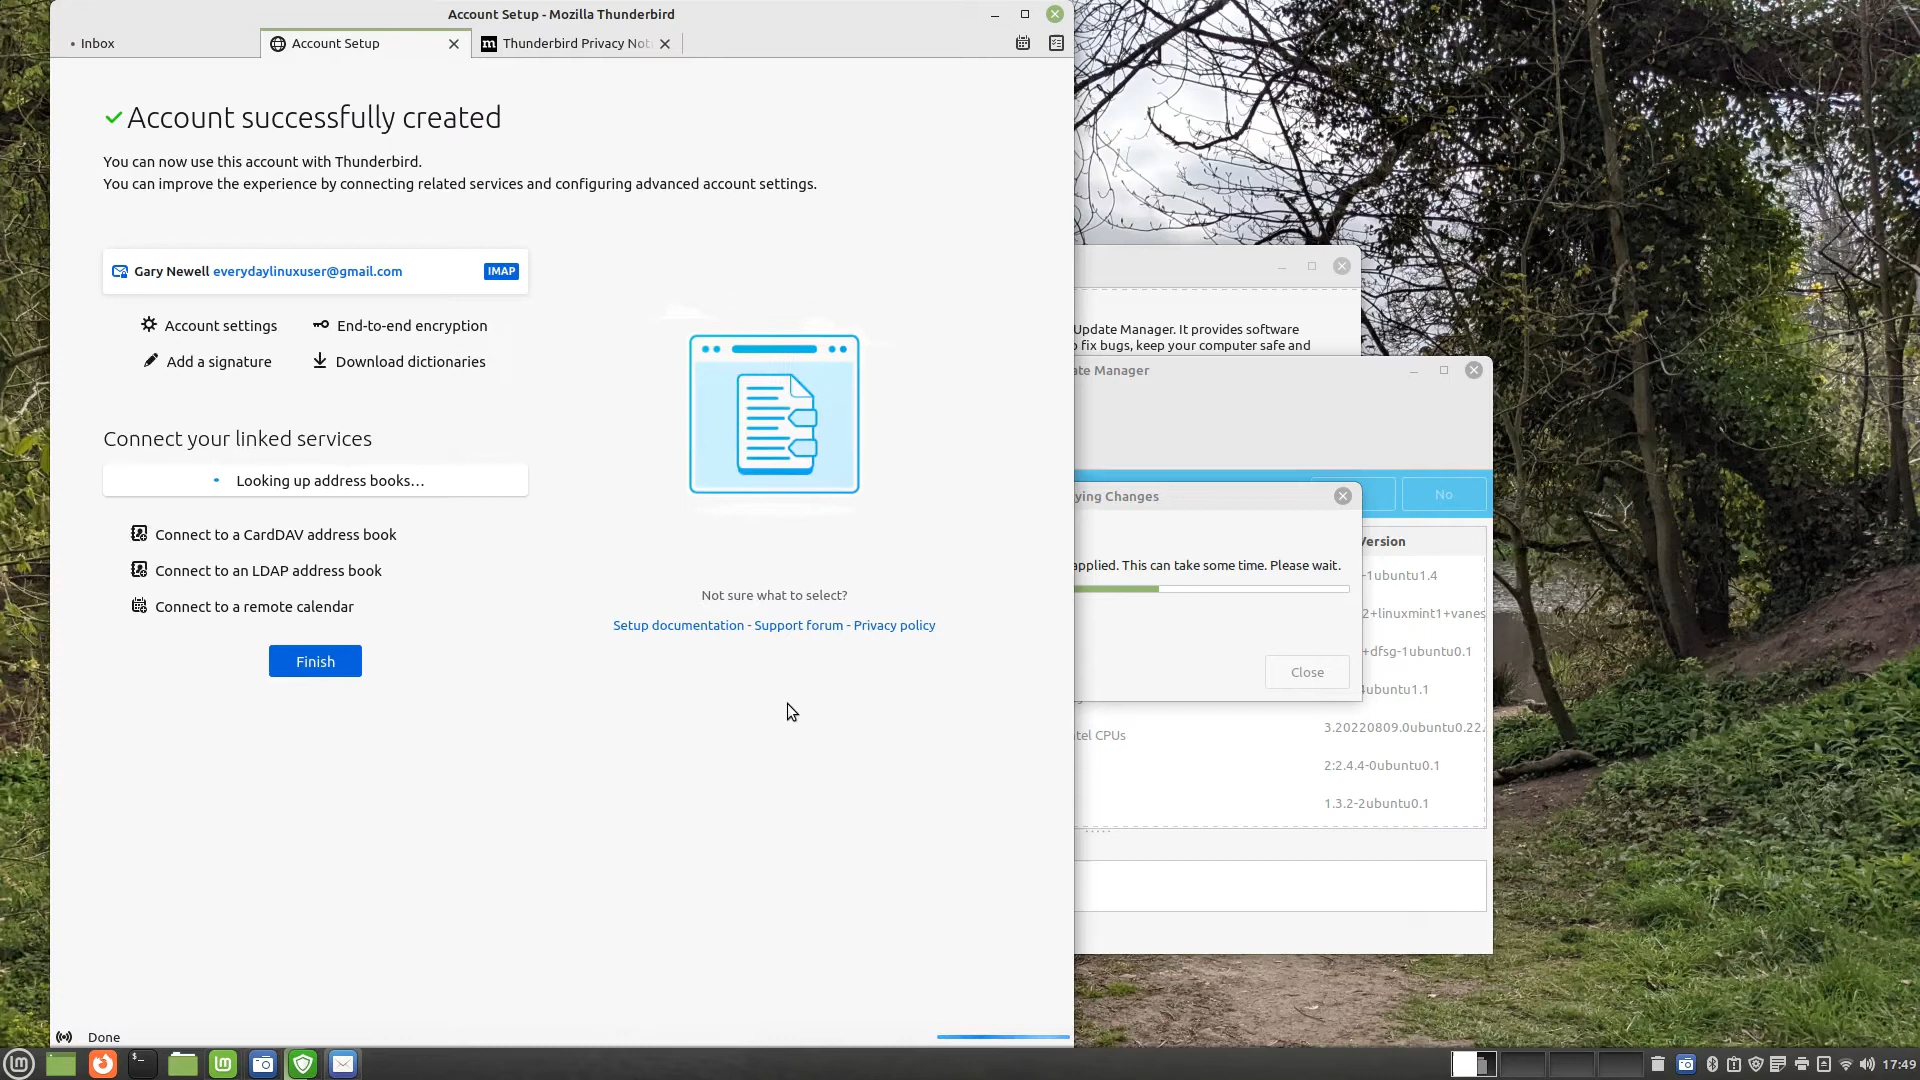 Account Setup - Mozilla Thunderbird
Inbox
Account Setup
Thunderbird Privacy Not
Account successfully created
You can now use this account with Thunderbird.
You can improve the experience by connecting related services and configuring advanced account settings.
Gary Newell everydaylinuxuser@gmail.com IMAP
Account settings
End-to-end encryption
Add a signature
Download dictionaries
Connect your linked services
Looking up address books…
Connect to a CardDAV address book
Connect to an LDAP address book
Connect to a remote calendar
Finish
Not sure what to select?
Setup documentation - Support forum - Privacy policy
Done
Update Manager. It provides software
o fix bugs, keep your computer safe and
ate Manager
No
ying Changes
applied. This can take some time. Please wait.
Close
Version
-1ubuntu1.4
2+linuxmint1+vanes
+dfsg-1ubuntu0.1
4ubuntu1.1
3.20220809.0ubuntu0.22.
2:2.4.4-0ubuntu0.1
1.3.2-2ubuntu0.1
tel CPUs
17:49